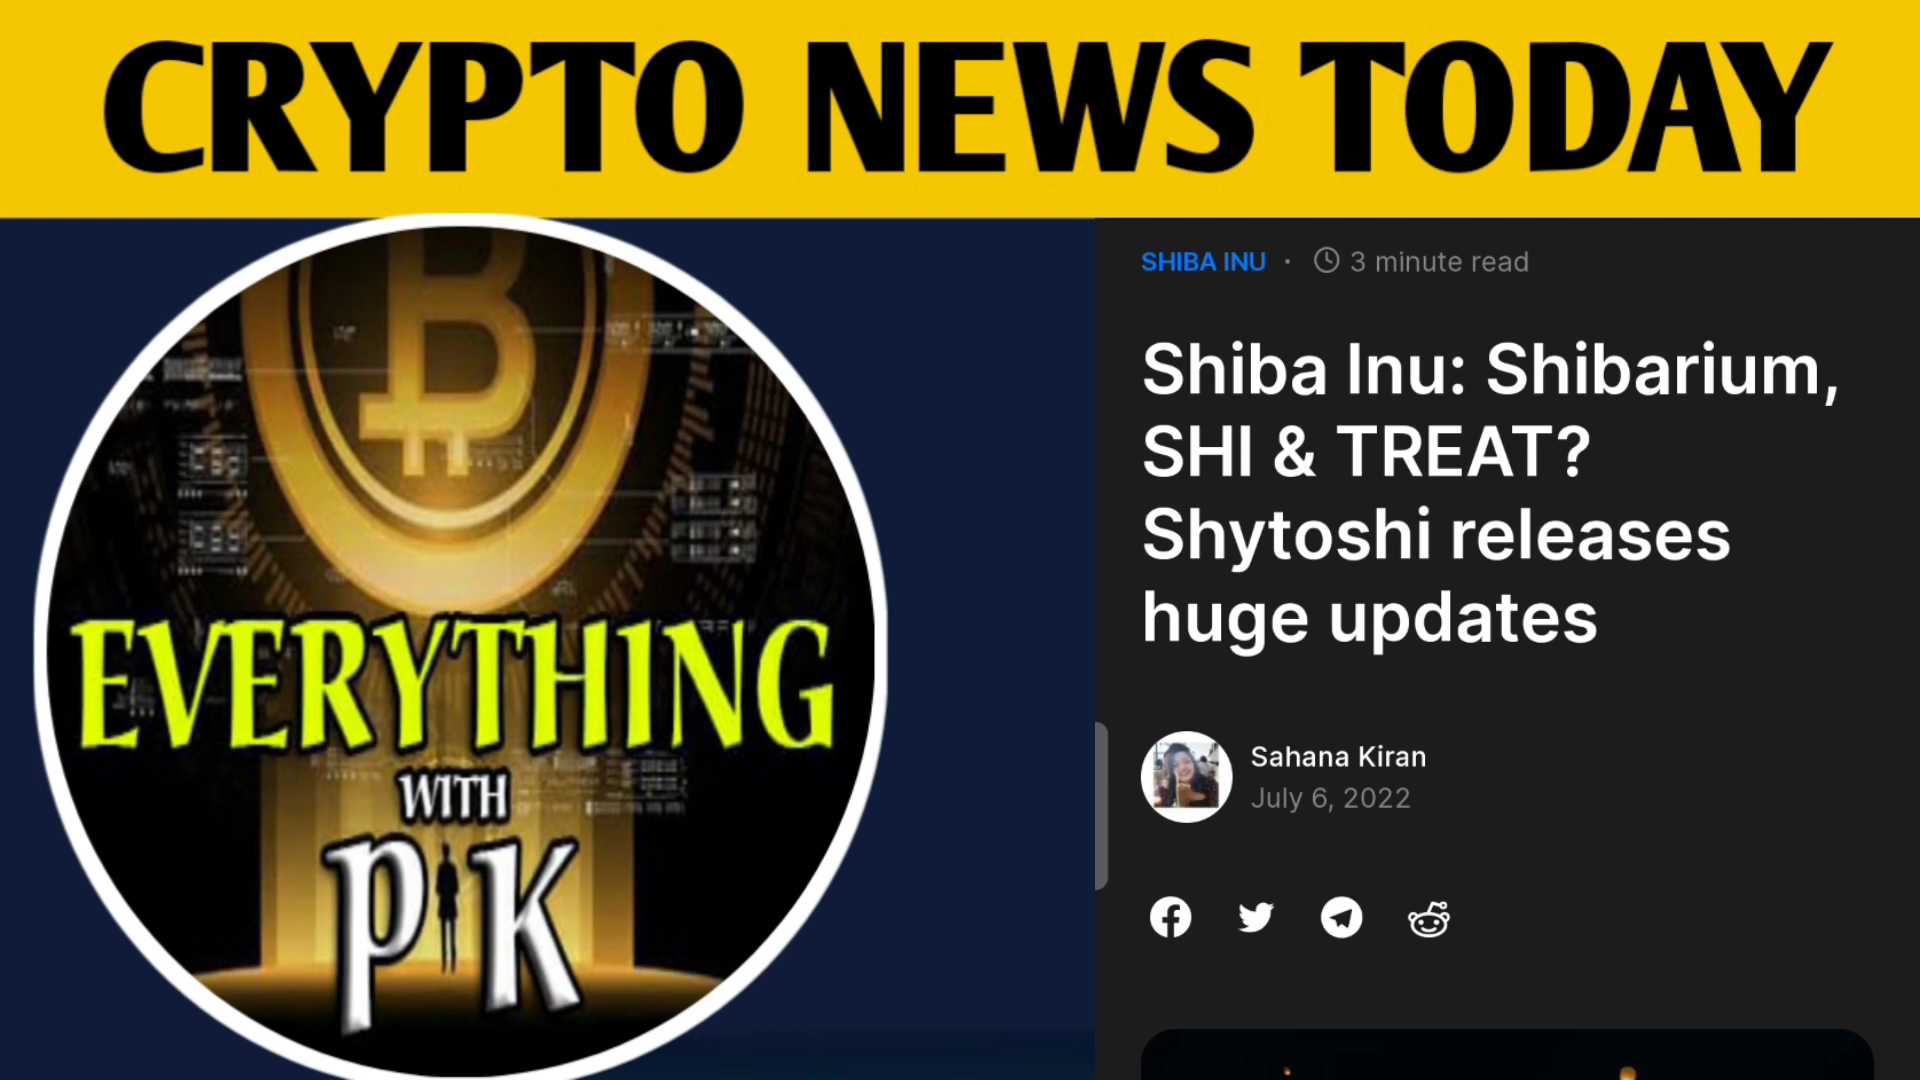 CRYPTO NEWS TODAY
EVERYTHING
WITH
PK
SHIBA INU · 3 minute read
Shiba Inu: Shibarium,
SHI & TREAT?
Shytoshi releases
huge updates
Sahana Kiran
July 6, 2022